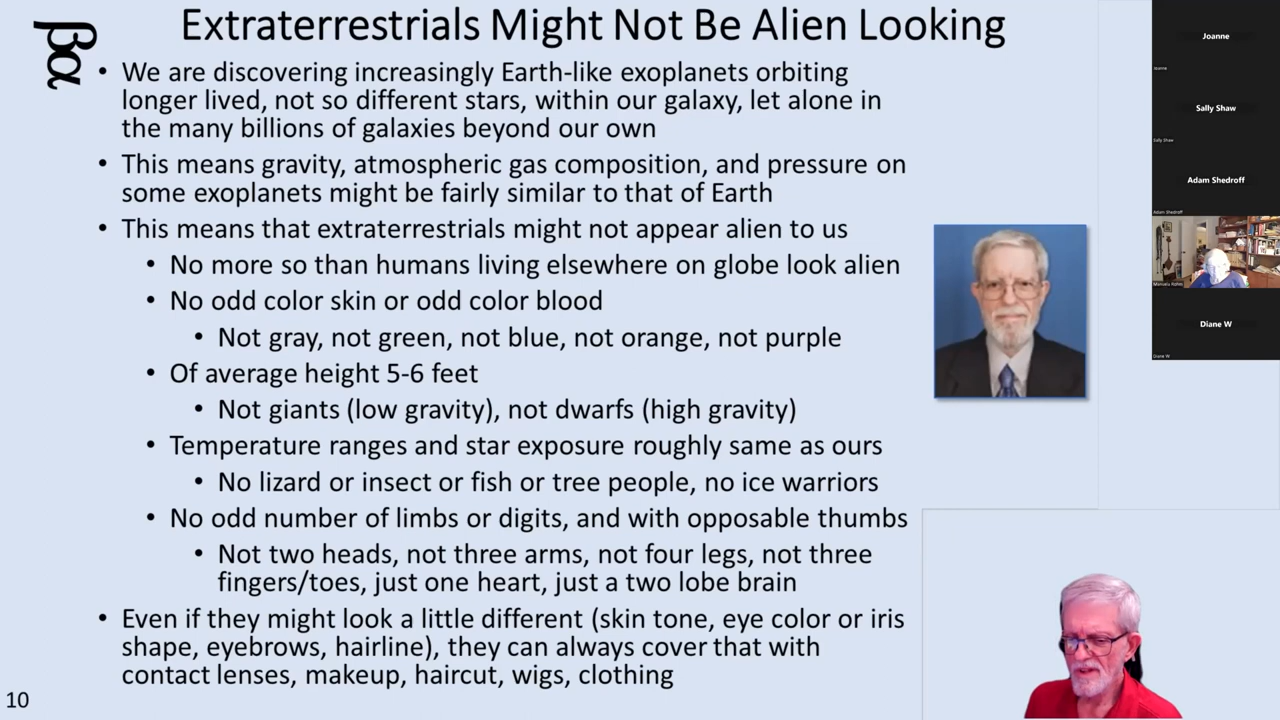 Extraterrestrials Might Not Be Alien Looking
βα
• We are discovering increasingly Earth-like exoplanets orbiting
longer lived, not so different stars, within our galaxy, let alone in
the many billions of galaxies beyond our own
• This means gravity, atmospheric gas composition, and pressure on
some exoplanets might be fairly similar to that of Earth
• This means that extraterrestrials might not appear alien to us
• No more so than humans living elsewhere on globe look alien
• No odd color skin or odd color blood
• Not gray, not green, not blue, not orange, not purple
• Of average height 5-6 feet
• Not giants (low gravity), not dwarfs (high gravity)
• Temperature ranges and star exposure roughly same as ours
• No lizard or insect or fish or tree people, no ice warriors
• No odd number of limbs or digits, and with opposable thumbs
• Not two heads, not three arms, not four legs, not three
fingers/toes, just one heart, just a two lobe brain
• Even if they might look a little different (skin tone, eye color or iris
shape, eyebrows, hairline), they can always cover that with
contact lenses, makeup, haircut, wigs, clothing
10
Joanne
Joanne
Sally Shaw
Sally Shaw
Adam Shedroff
Adam Shedroff
Diane W
Diane W